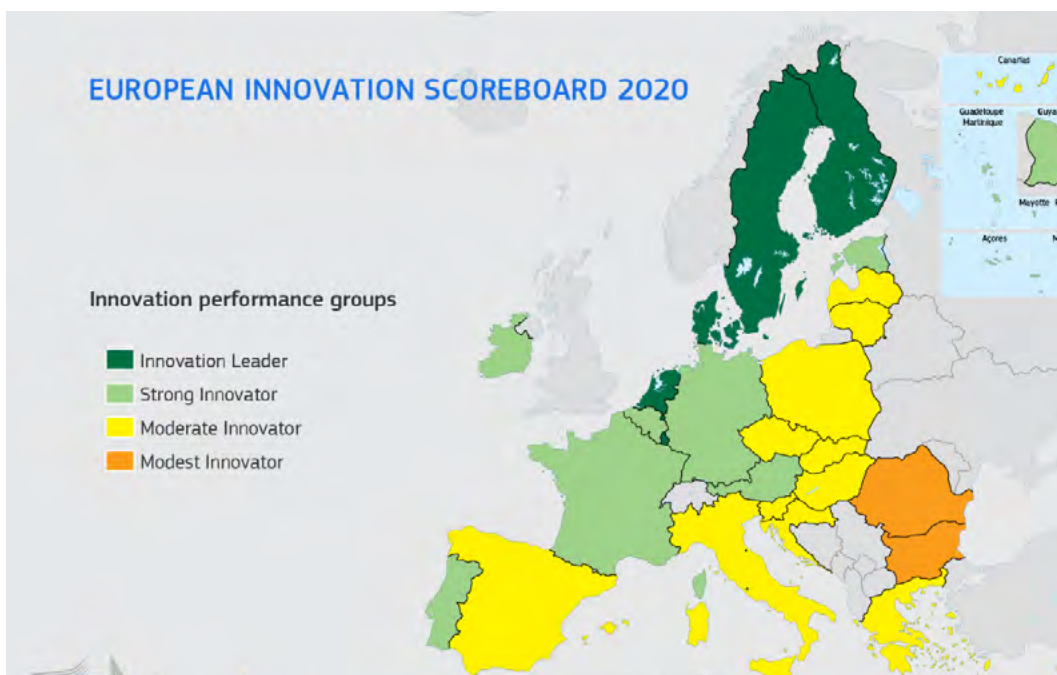 EUROPEAN INNOVATION SCOREBOARD 2020
Canarias
Guadeloupe
Martinique
Guya
Mayotte
Açores
Innovation performance groups
Innovation Leader
Strong Innovator
Moderate Innovator
Modest Innovator